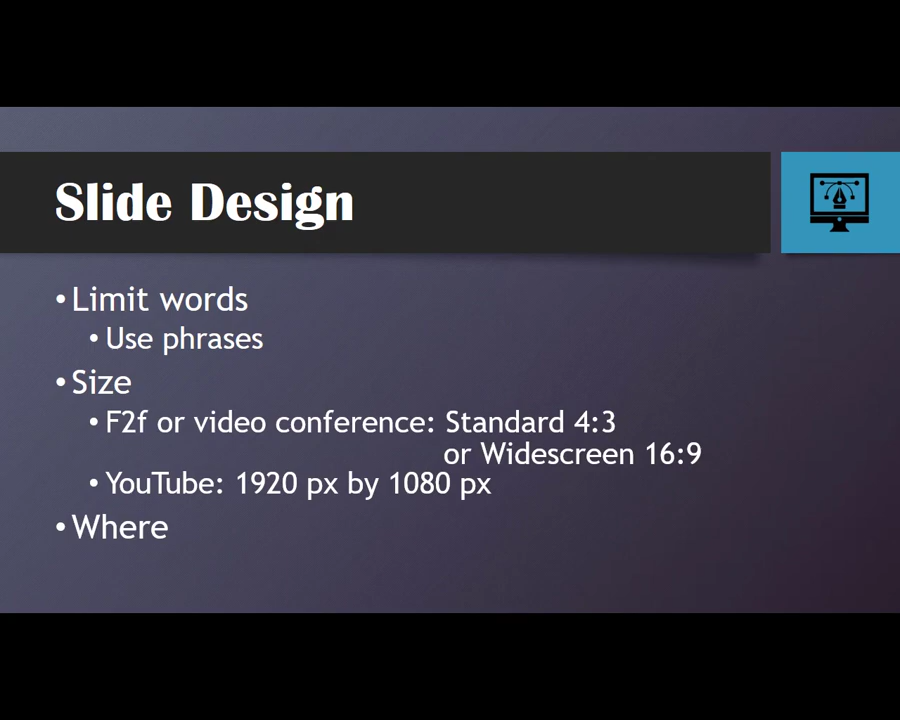 Slide Design
•Limit words
•Use phrases
•Size
•F2f or video conference: Standard 4:3
or Widescreen 16:9
•YouTube: 1920 px by 1080 px
•Where